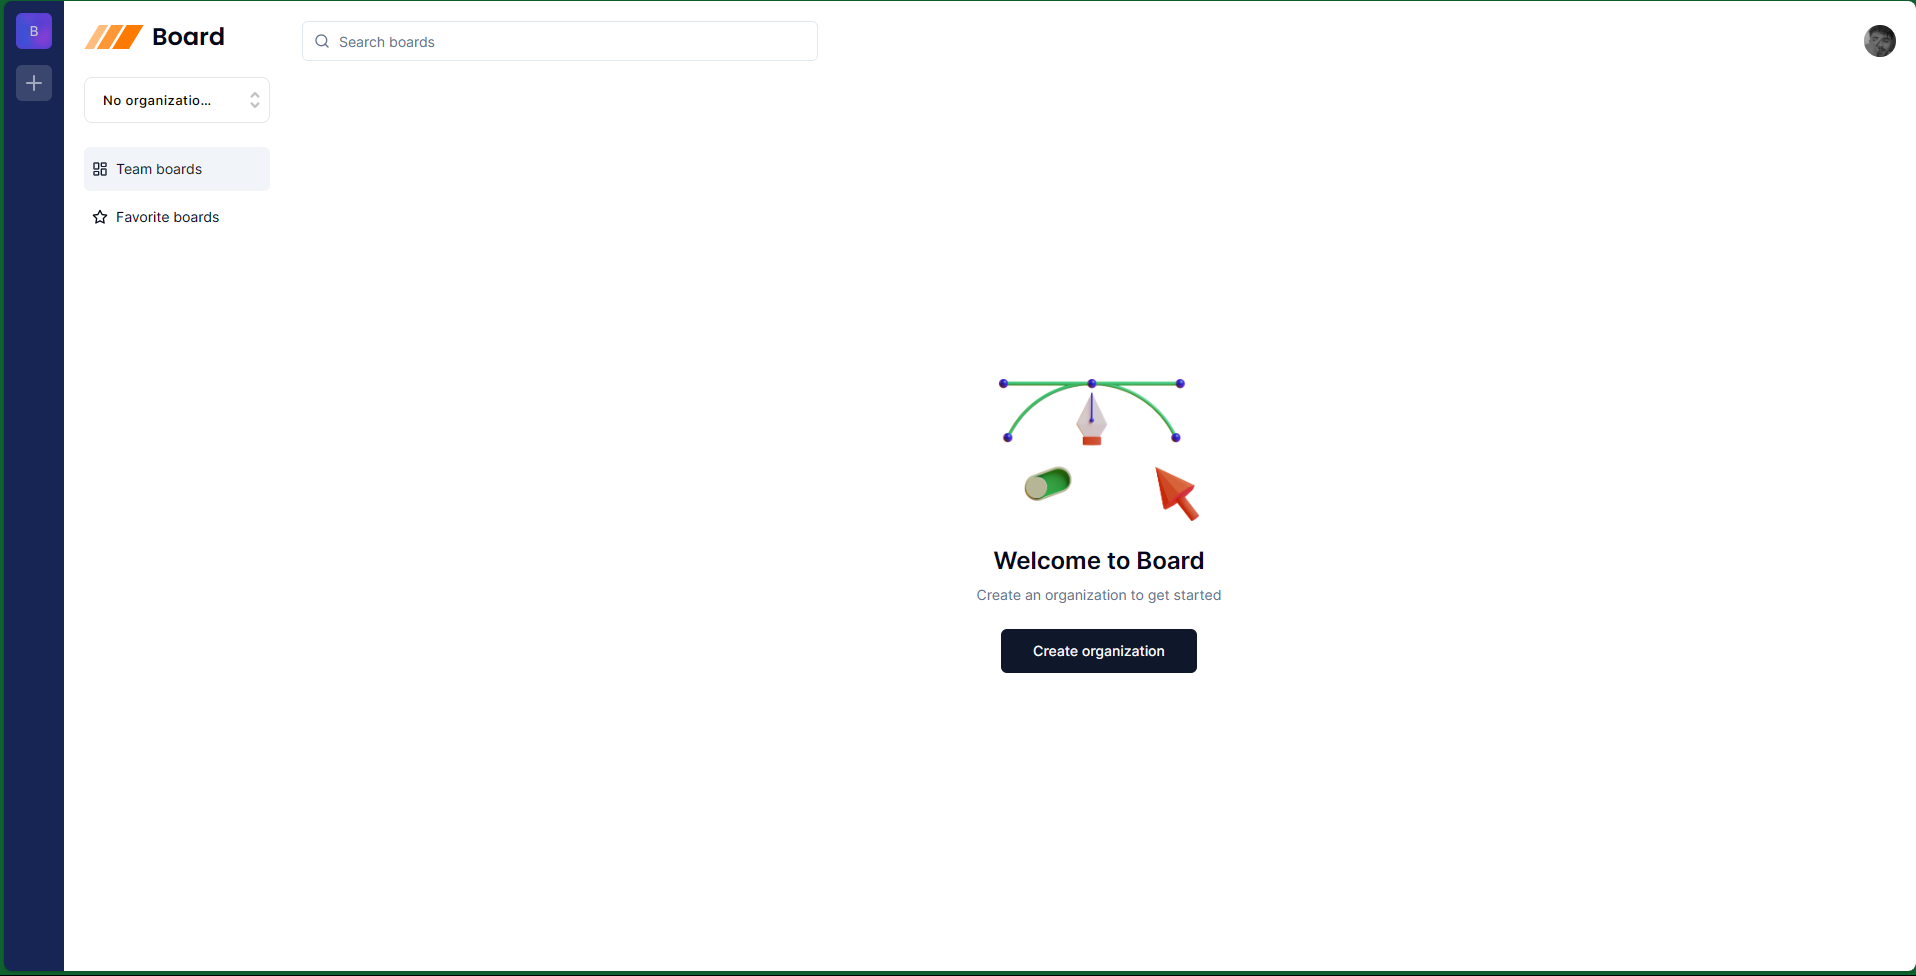 B
Board
Search boards
No organizatio...
Team boards
Favorite boards
Welcome to Board
Create an organization to get started
Create organization